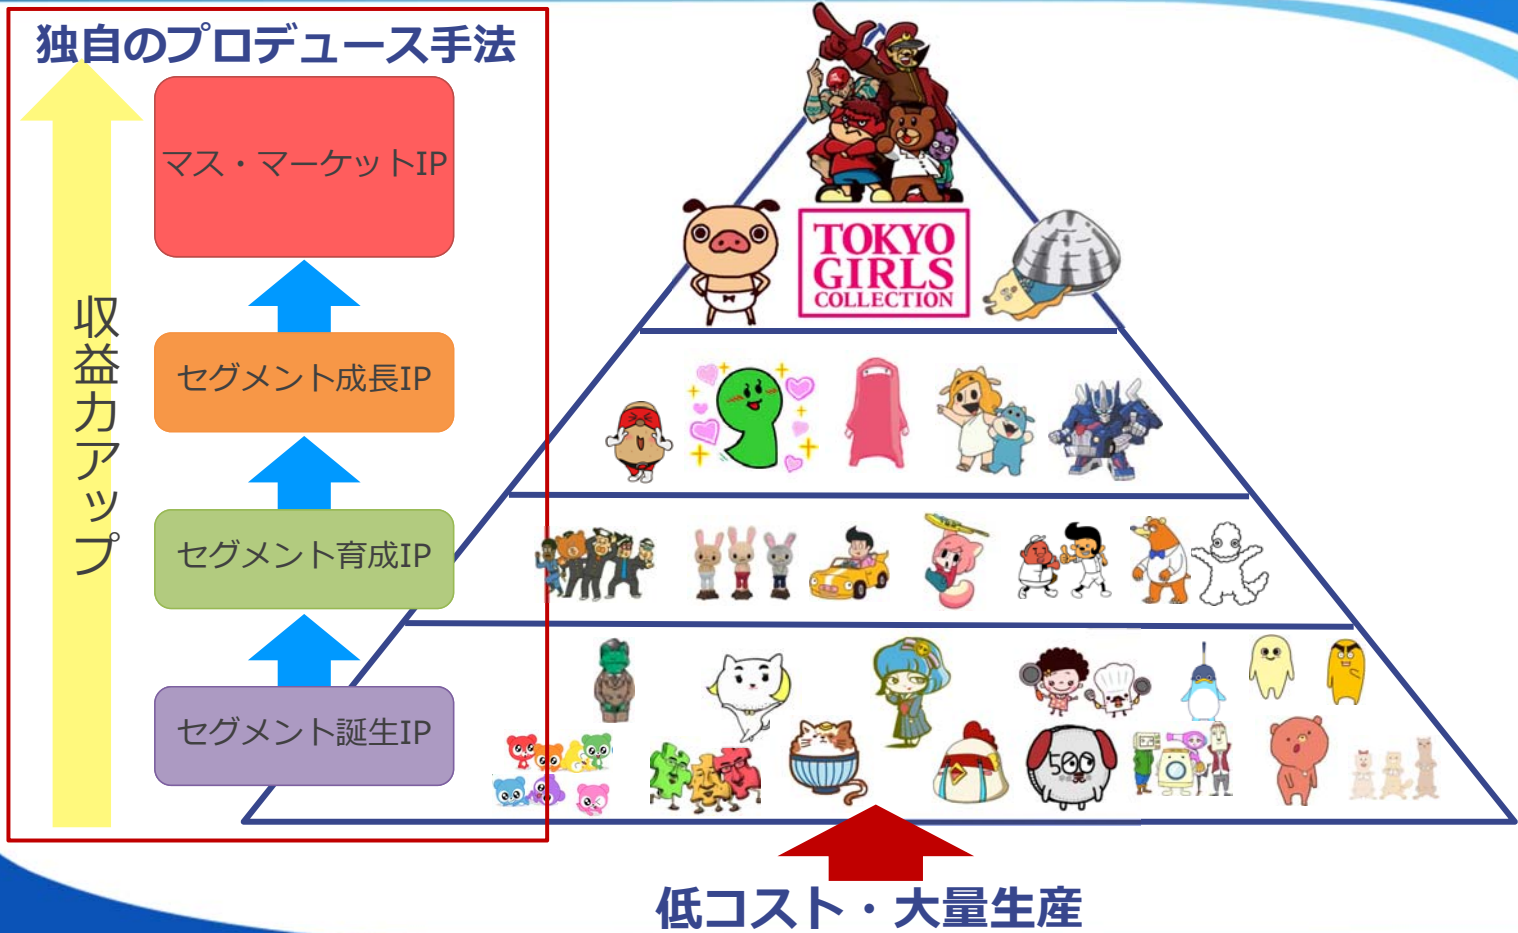 独自のプロデュース手法
マス・マーケットIP
セグメント成長IP
セグメント育成IP
セグメント誕生IP
収益力アップ
TOKYO
GIRLS
COLLECTION
500
低コスト・大量生産